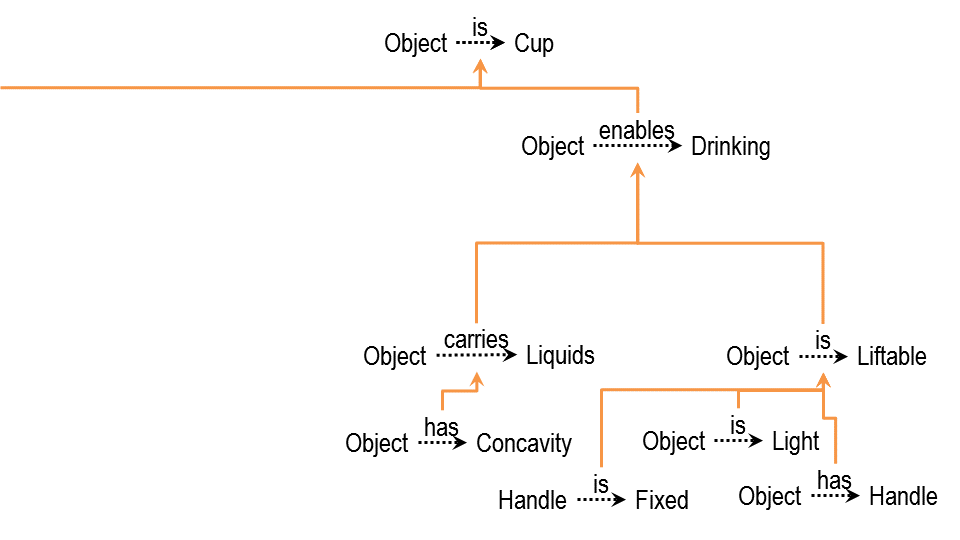 Object is Cup
Object enables Drinking
Object carries Liquids
Object is Liftable
Object has Concavity
Object is Light
Handle is Fixed
Object has Handle